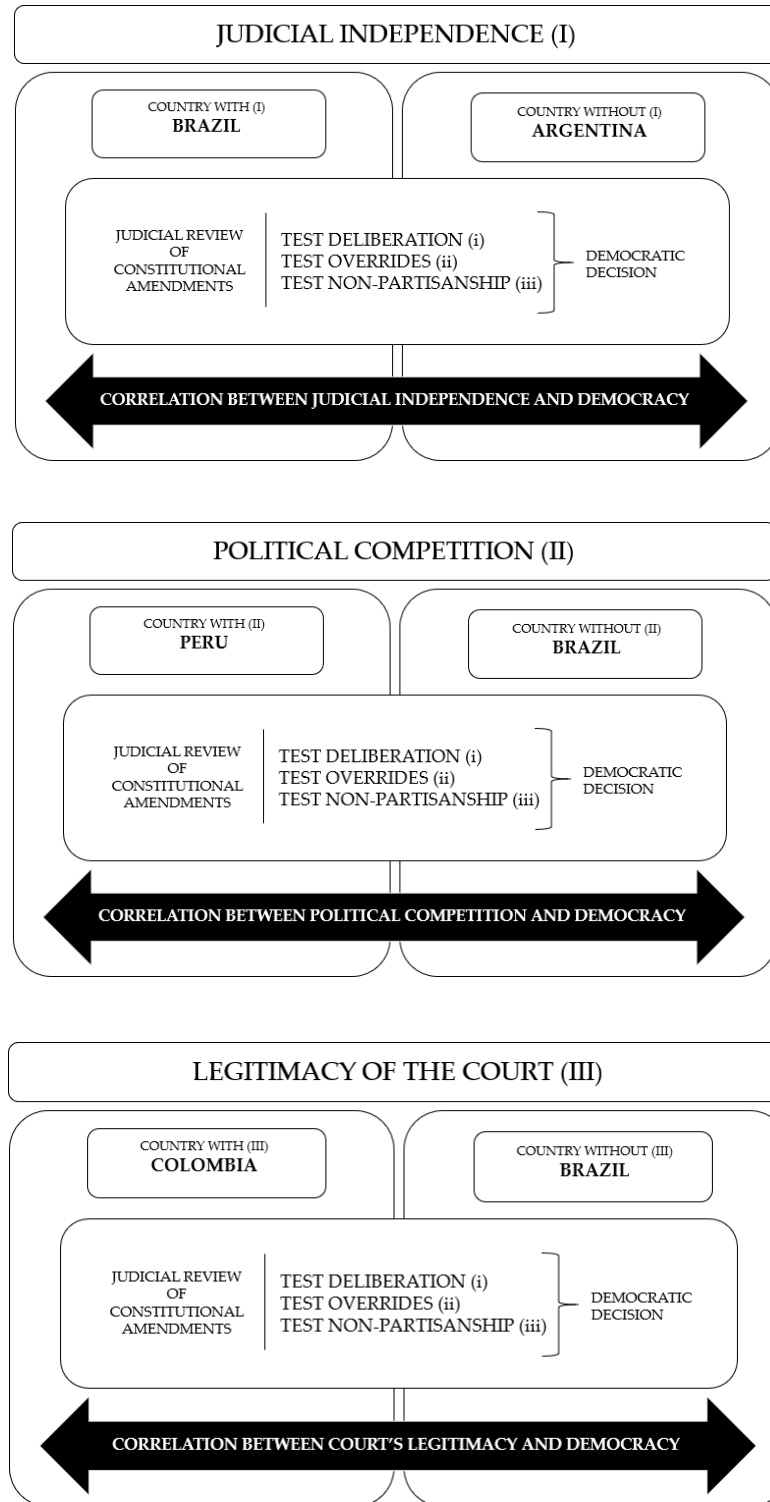 JUDICIAL INDEPENDENCE (I)
COUNTRY WITH (I)
BRAZIL
COUNTRY WITHOUT (I)
ARGENTINA
JUDICIAL REVIEW
OF
CONSTITUTIONAL
AMENDMENTS
TEST DELIBERATION (i)
TEST OVERRIDES (ii)
TEST NON-PARTISANSHIP (iii)
DEMOCRATIC
DECISION
CORRELATION BETWEEN JUDICIAL INDEPENDENCE AND DEMOCRACY
POLITICAL COMPETITION (II)
COUNTRY WITH (II)
PERU
COUNTRY WITHOUT (II)
BRAZIL
JUDICIAL REVIEW
OF
CONSTITUTIONAL
AMENDMENTS
TEST DELIBERATION (i)
TEST OVERRIDES (ii)
TEST NON-PARTISANSHIP (iii)
DEMOCRATIC
DECISION
CORRELATION BETWEEN POLITICAL COMPETITION AND DEMOCRACY
LEGITIMACY OF THE COURT (III)
COUNTRY WITH (III)
COLOMBIA
COUNTRY WITHOUT (III)
BRAZIL
JUDICIAL REVIEW
OF
CONSTITUTIONAL
AMENDMENTS
TEST DELIBERATION (i)
TEST OVERRIDES (ii)
TEST NON-PARTISANSHIP (iii)
DEMOCRATIC
DECISION
CORRELATION BETWEEN COURT'S LEGITIMACY AND DEMOCRACY